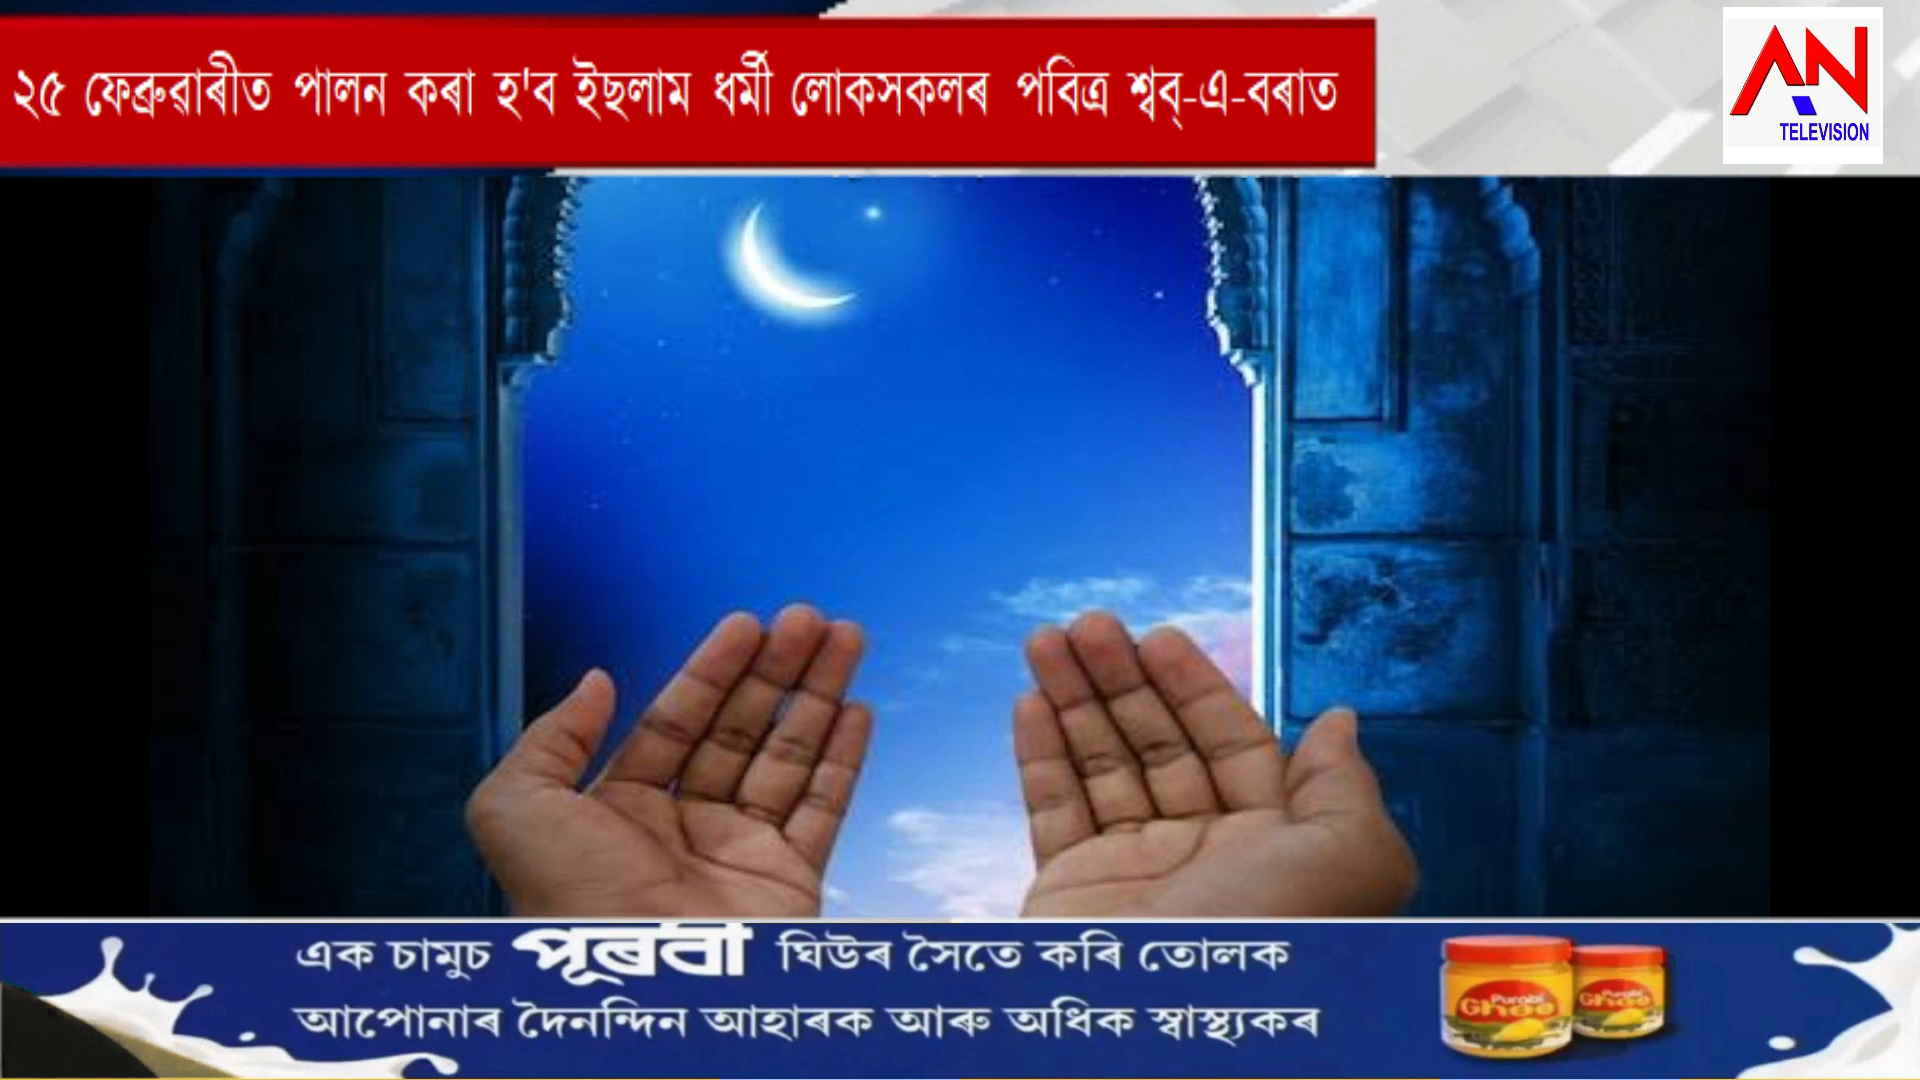 ২৫ ফেব্ৰুৱাৰীত পালন কৰা হ'ব ইছলাম ধৰ্মী লোকসকলৰ পবিত্ৰ শ্বব্-এ-বৰাত
AN
TELEVISION
এক চামুচ পূৰবী ঘিউৰ সৈতে কৰি তোলক
আপোনাৰ দৈনন্দিন আহাৰক আৰু অধিক স্বাস্থ্যকৰ
Purabi
Ghee
Purabi
Ghee